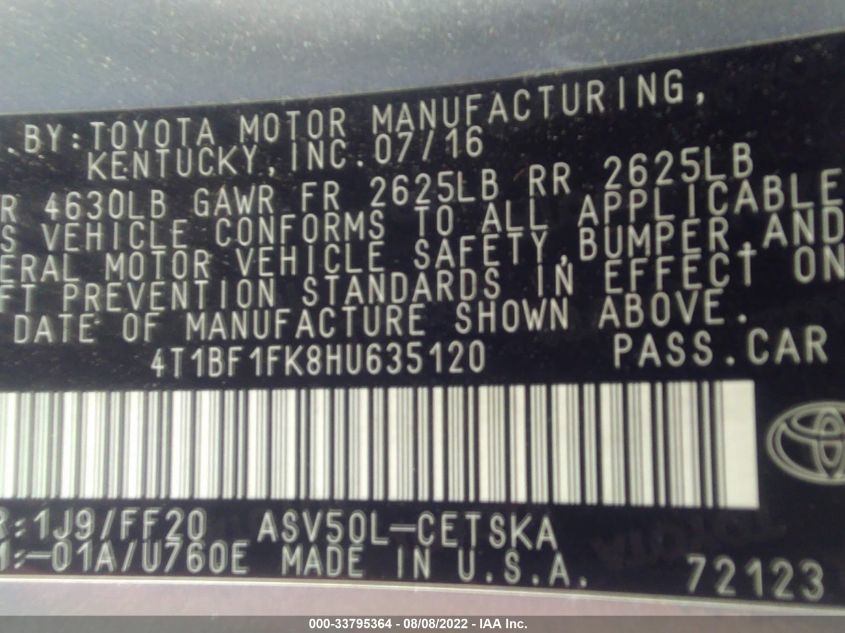 . BY: TOYOTA MOTOR MANUFACTURING,
KENTUCKY, INC. 07/16
R 4630LB GAWR FR 2625LB RR 2625LB
S VEHICLE CONFORMS TO ALL APPLICABLE
ERAL MOTOR VEHICLE SAFETY, BUMPER, AND
FT PREVENTION STANDARDS IN EFFECT ON
DATE OF MANUFACTURE SHOWN ABOVE.
4T1BF1FK8HU635120 PASS. CAR
R:1J9/FF20 ASV50L-CETSKA
:-01A/U760E MADE IN U.S.A. 72123
000-33795364 - 08/08/2022 - IAA Inc.